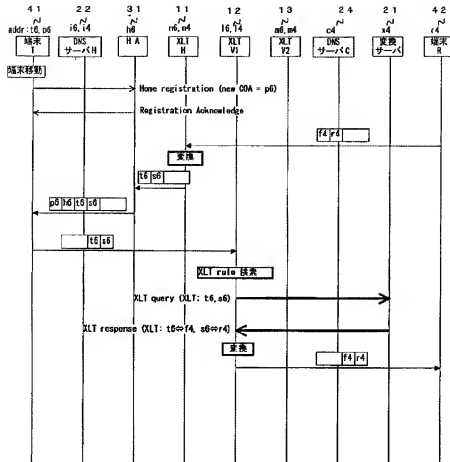 41 22 31 11 12 13 24 21 42
addr:t6, p6 i6, i4 h6 n6, n4 l6, l4 m6, m4 c4 x4 r4
端末 T DNS サーバH H A XLT H XLT V1 XLT V2 DNS サーバC 変換 サーバ 端末 R
端末移動
Home registration (new COA = p6)
Registration Acknowledge
f4 r4
変換
t6 s6
p6 h6 t6 s6
t6 s6
XLT rule 検索
XLT query (XLT: t6, s6)
XLT response (XLT: t6⇔f4, s6⇔r4)
変換
f4 r4